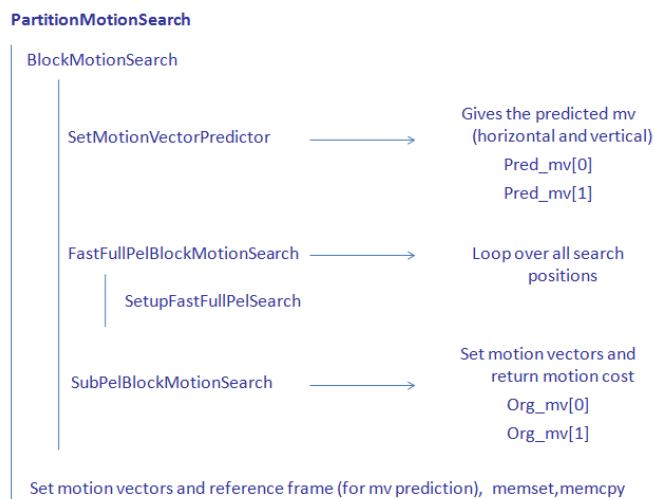 PartitionMotionSearch
BlockMotionSearch
SetMotionVectorPredictor
Gives the predicted mv
(horizontal and vertical)
Pred_mv[0]
Pred_mv[1]
FastFullPelBlockMotionSearch
Loop over all search
positions
SetupFastFullPelSearch
SubPelBlockMotionSearch
Set motion vectors and
return motion cost
Org_mv[0]
Org_mv[1]
Set motion vectors and reference frame (for mv prediction), memset,memcpy